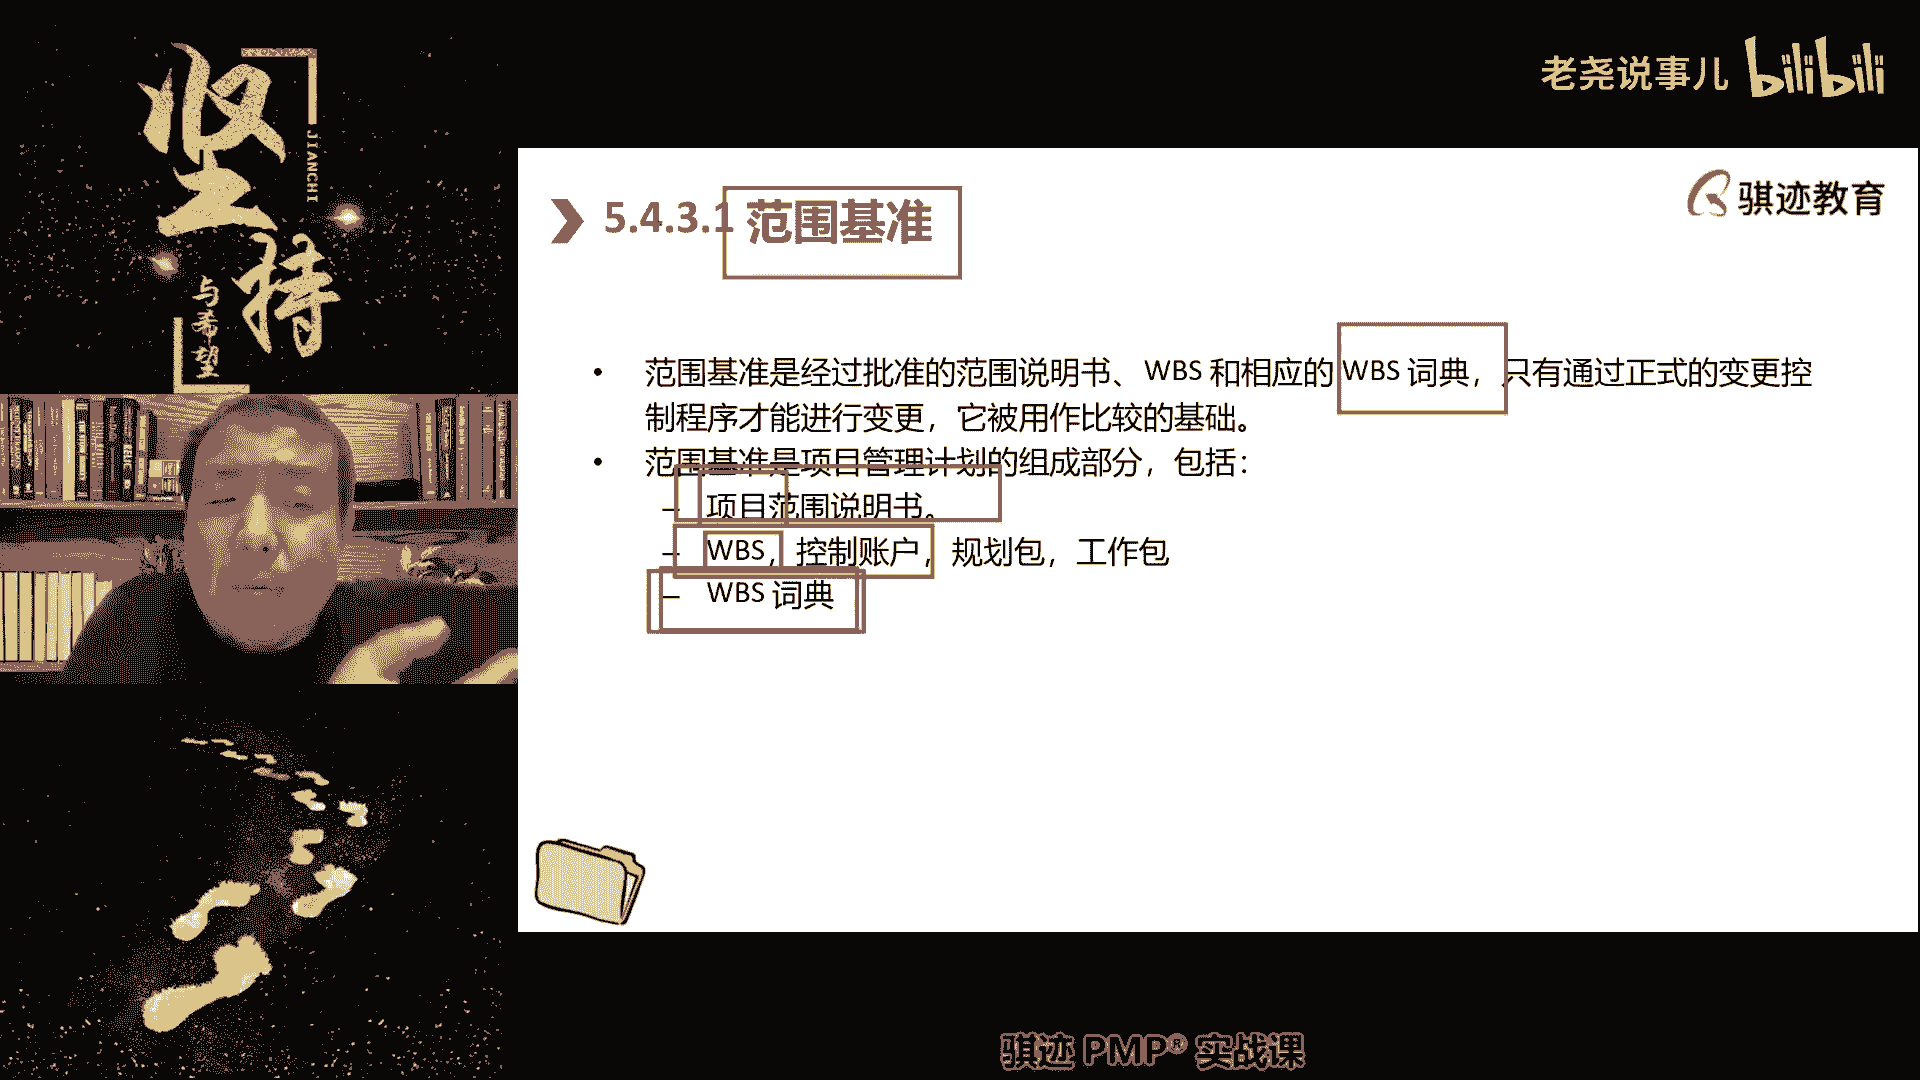 坚持
JIANCHI
与希望
老尧说事儿 bilibili
骐迹教育
5.4.3.1 范围基准
• 范围基准是经过批准的范围说明书、WBS 和相应的 WBS 词典，只有通过正式的变更控
制程序才能进行变更，它被用作比较的基础。
• 范围基准是项目管理计划的组成部分，包括：
– 项目范围说明书。
– WBS，控制账户，规划包，工作包
– WBS 词典
骐迹 PMP® 实战课